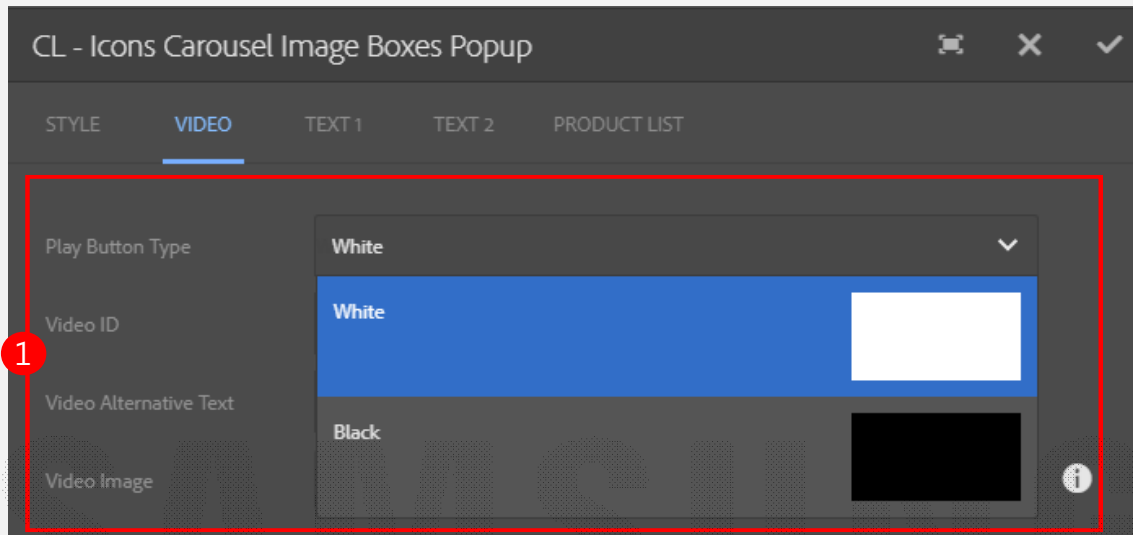 CL - Icons Carousel Image Boxes Popup
STYLE VIDEO TEXT 1 TEXT 2 PRODUCT LIST
Play Button Type White
White
Video ID
1
Video Alternative Text
Black
Video Image
SAMSUNG